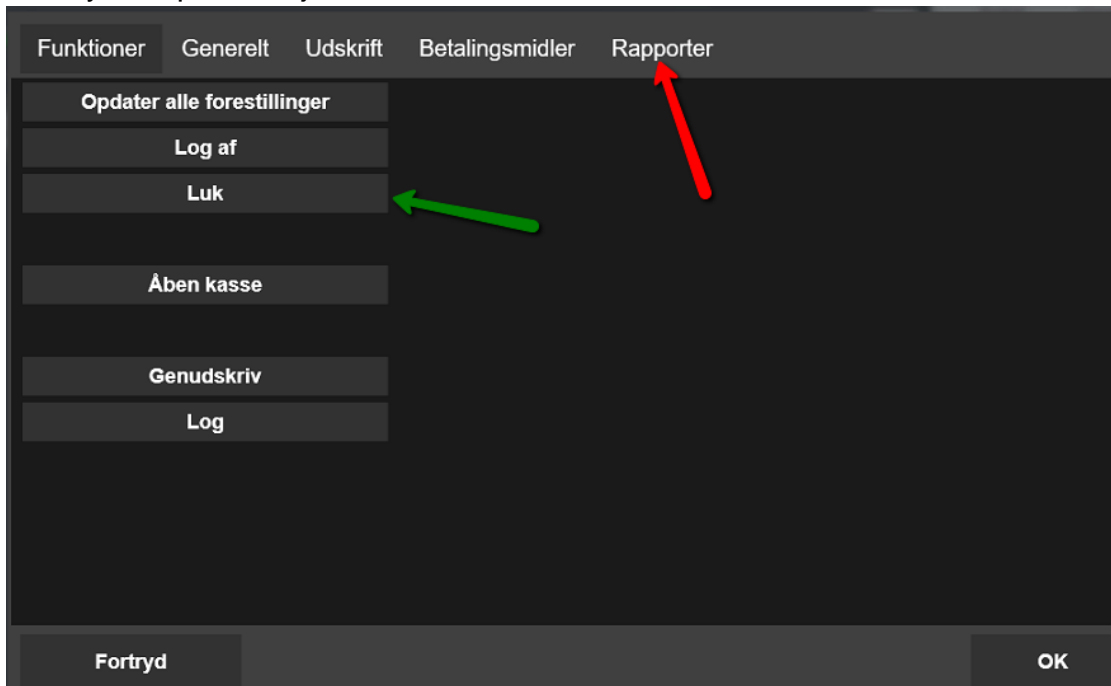 Funktioner Generelt Udskrift Betalingsmidler Rapporter
Opdater alle forestillinger
Log af
Luk
Åben kasse
Genudskriv
Log
Fortryd OK